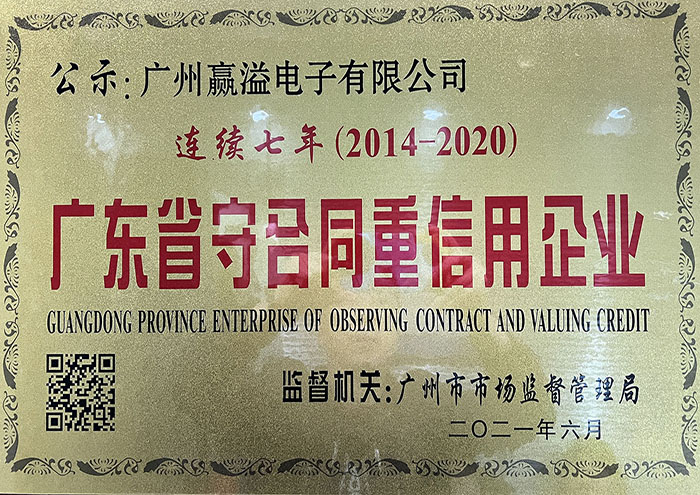 公示:广州赢溢电子有限公司
连续七年(2014-2020)
广东省守合同重信用企业
GUANGDONG PROVINCE ENTERPRISE OF OBSERVING CONTRACT AND VALUING CREDIT
监督机关:广州市市场监督管理局
二〇二一年六月